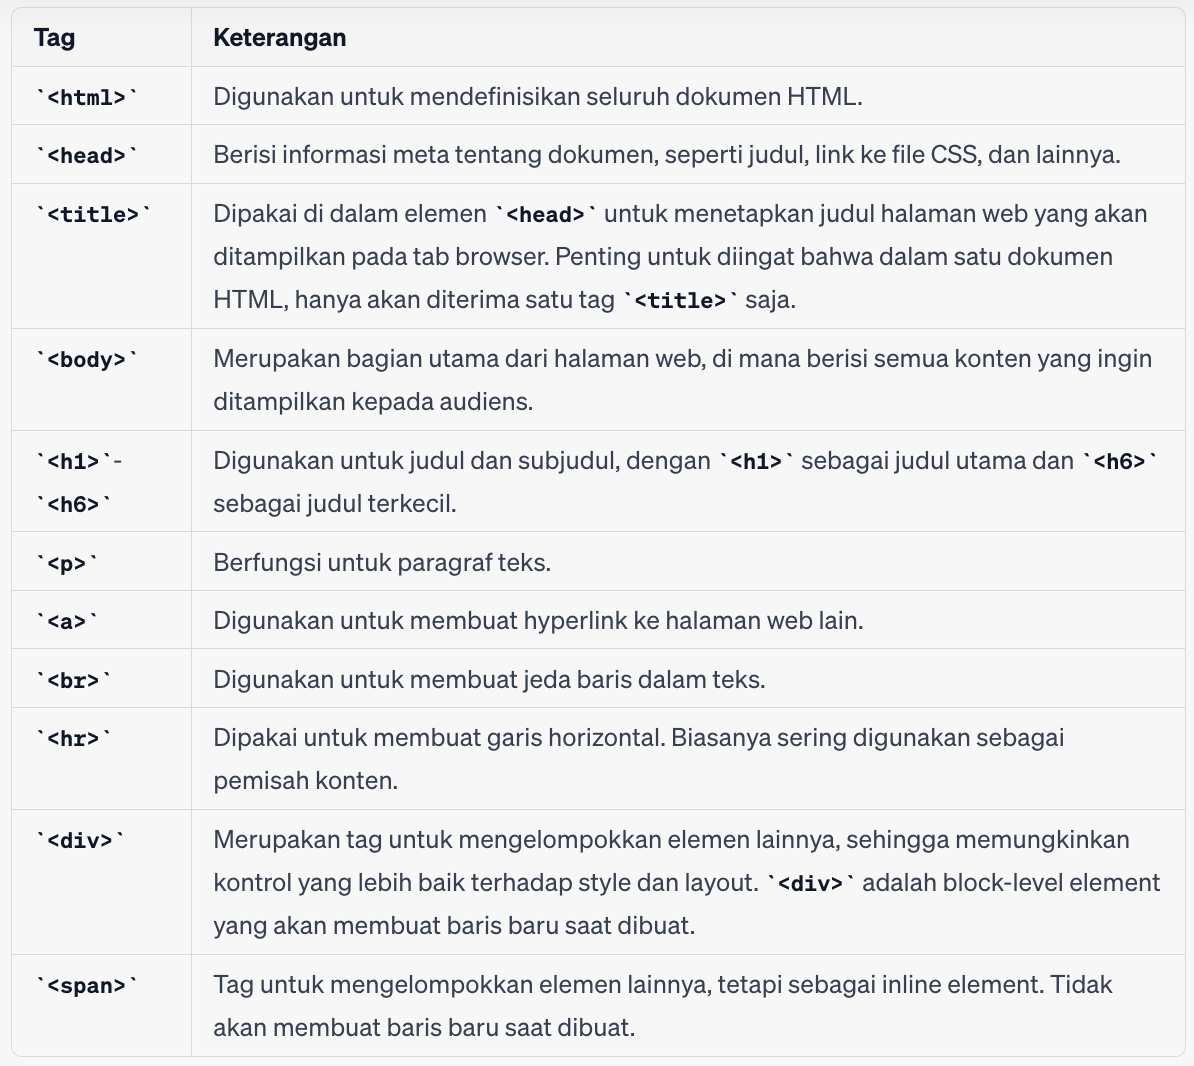 Tag Keterangan
`<html>` Digunakan untuk mendefinisikan seluruh dokumen HTML.
`<head>` Berisi informasi meta tentang dokumen, seperti judul, link ke file CSS, dan lainnya.
`<title>` Dipakai di dalam elemen `<head>` untuk menetapkan judul halaman web yang akan
ditampilkan pada tab browser. Penting untuk diingat bahwa dalam satu dokumen
HTML, hanya akan diterima satu tag `<title>` saja.
`<body>` Merupakan bagian utama dari halaman web, di mana berisi semua konten yang ingin
ditampilkan kepada audiens.
`<h1>`- Digunakan untuk judul dan subjudul, dengan `<h1>` sebagai judul utama dan `<h6>`
`<h6>` sebagai judul terkecil.
`<p>` Berfungsi untuk paragraf teks.
`<a>` Digunakan untuk membuat hyperlink ke halaman web lain.
`<br>` Digunakan untuk membuat jeda baris dalam teks.
`<hr>` Dipakai untuk membuat garis horizontal. Biasanya sering digunakan sebagai
pemisah konten.
`<div>` Merupakan tag untuk mengelompokkan elemen lainnya, sehingga memungkinkan
kontrol yang lebih baik terhadap style dan layout. `<div>` adalah block-level element
yang akan membuat baris baru saat dibuat.
`<span>` Tag untuk mengelompokkan elemen lainnya, tetapi sebagai inline element. Tidak
akan membuat baris baru saat dibuat.